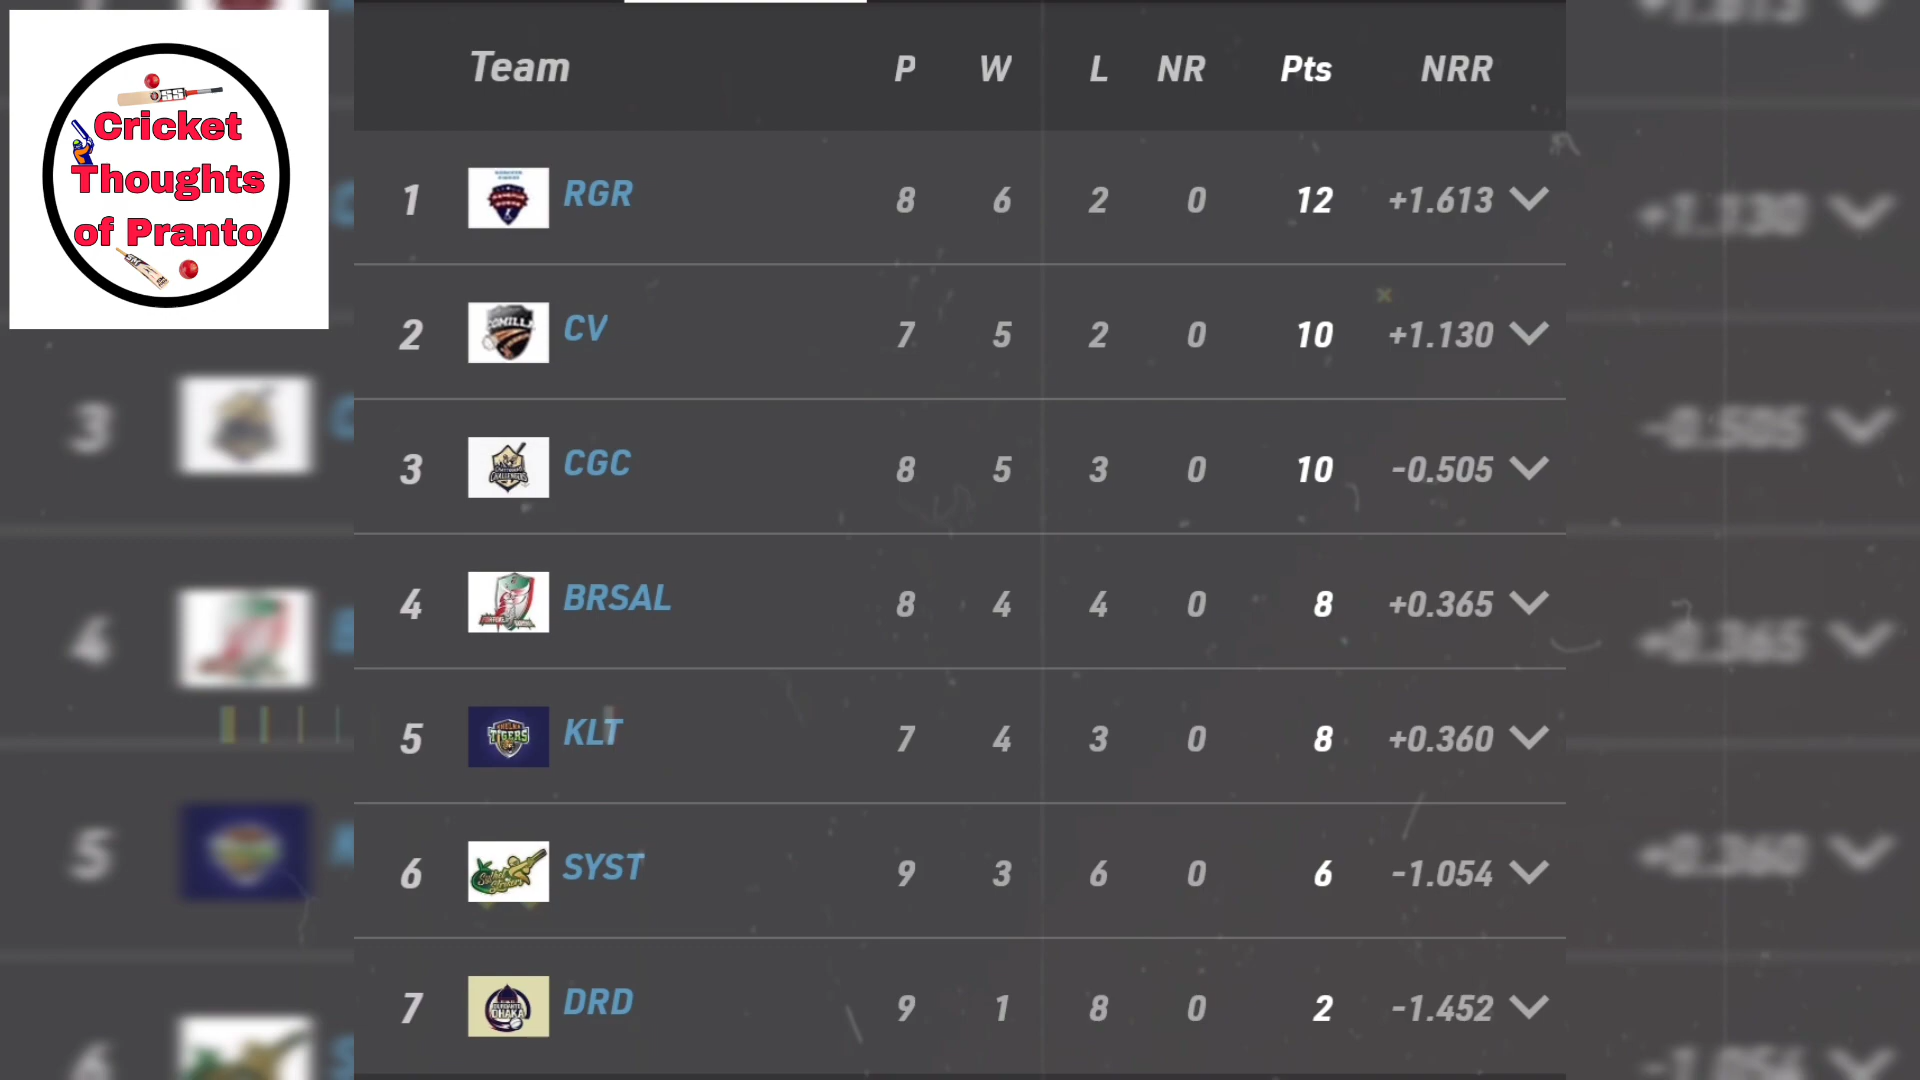 Cricket
Thoughts
of Pranto
Team P W L NR Pts NRR
1 RGR 8 6 2 0 12 +1.613
2 CV 7 5 2 0 10 +1.130
3 CGC 8 5 3 0 10 -0.505
4 BRSAL 8 4 4 0 8 +0.365
5 KLT 7 4 3 0 8 +0.360
6 SYST 9 3 6 0 6 -1.054
7 DRD 9 1 8 0 2 -1.452